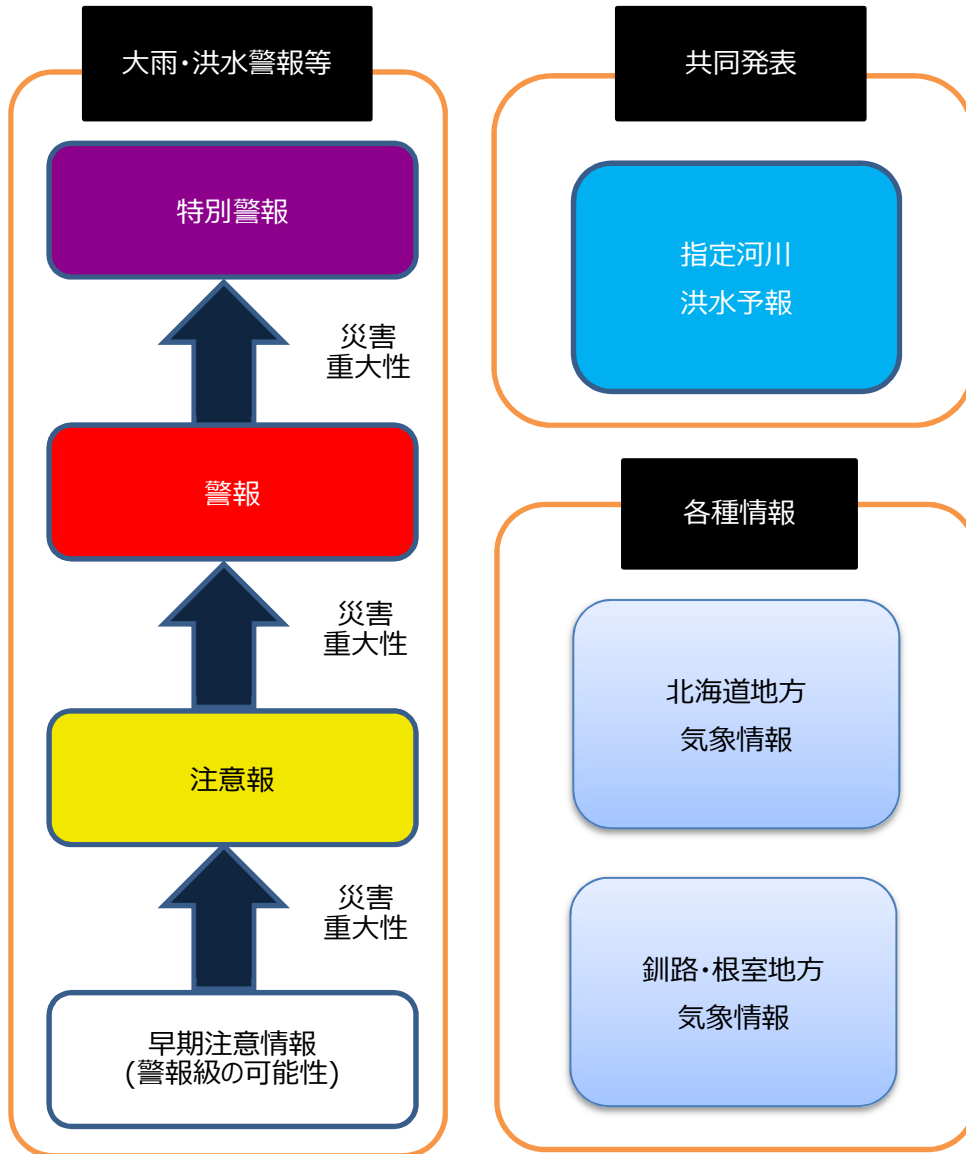 大雨・洪水警報等
特別警報
災害
重大性
警報
災害
重大性
注意報
災害
重大性
早期注意情報
(警報級の可能性)
共同発表
指定河川
洪水予報
各種情報
北海道地方
気象情報
釧路・根室地方
気象情報